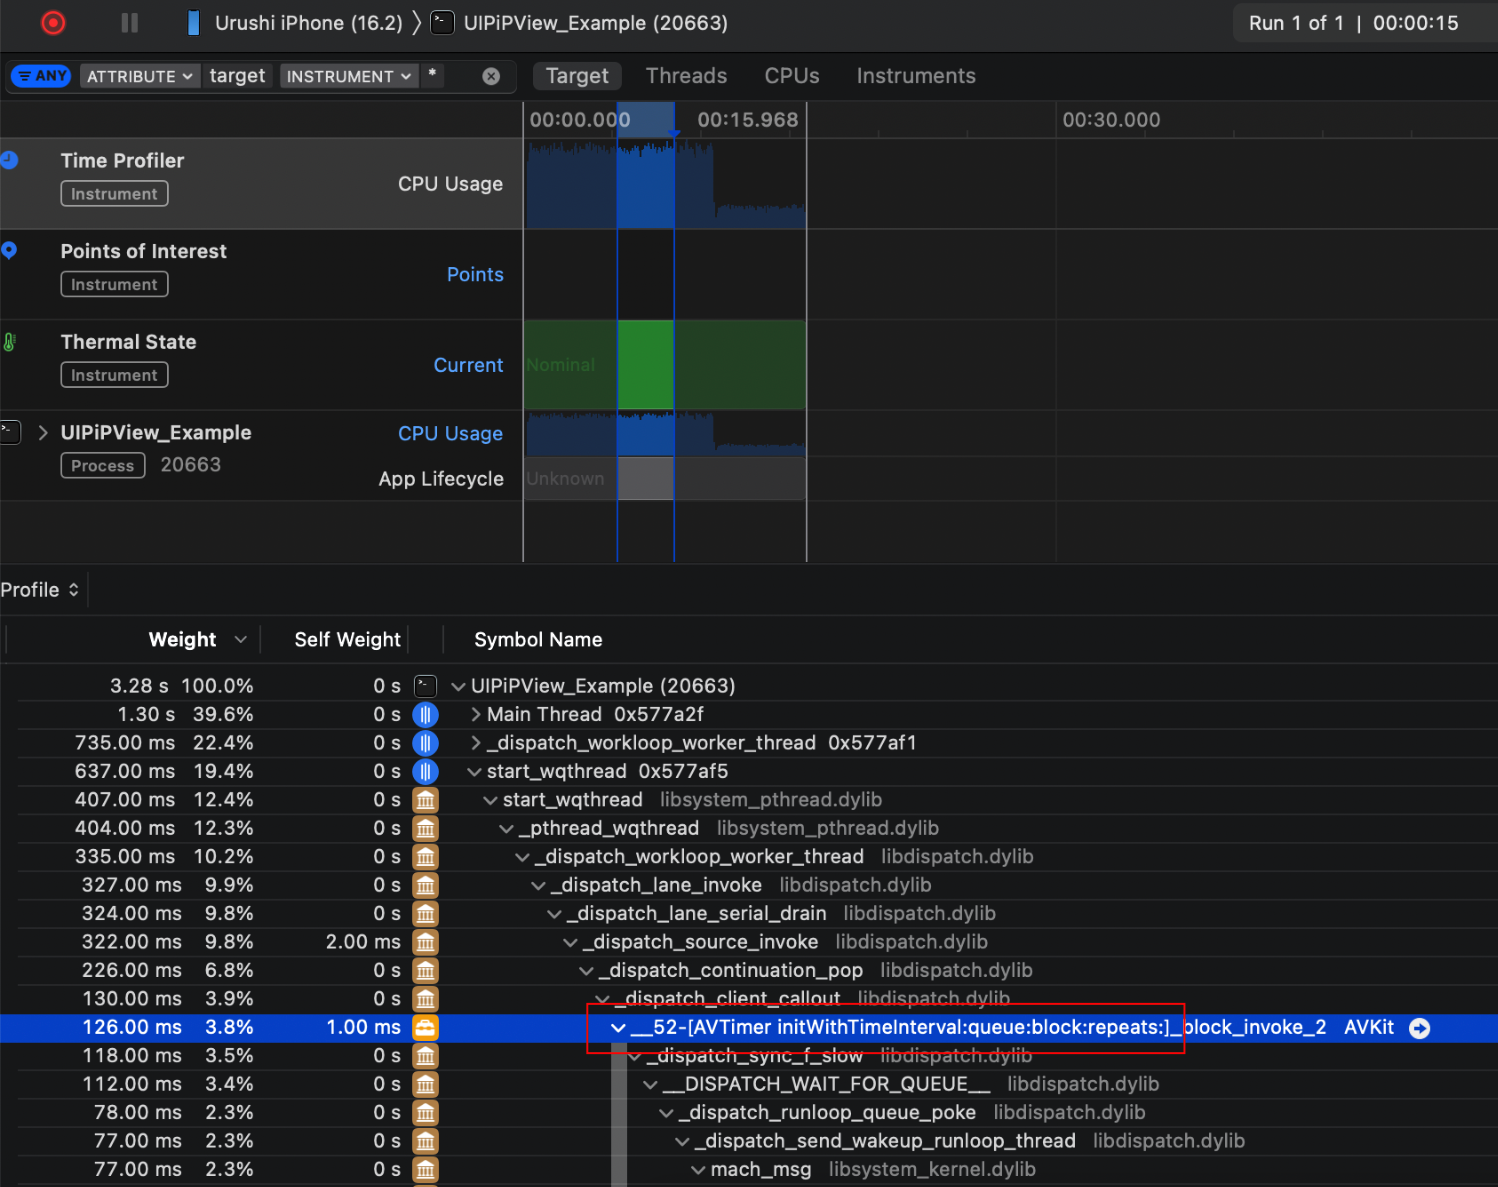 Urushi iPhone (16.2) UIPiPView_Example (20663) Run 1 of 1 | 00:00:15
ANY ATTRIBUTE target INSTRUMENT * Target Threads CPUs Instruments
00:00.000 00:15.968 00:30.000
Time Profiler
Instrument
CPU Usage
Points of Interest
Instrument
Points
Thermal State
Instrument
Current
Nominal
UIPiPView_Example
CPU Usage
Process 20663
App Lifecycle
Unknown
Profile
Weight Self Weight Symbol Name
3.28 s 100.0% 0 s UIPiPView_Example (20663)
1.30 s 39.6% 0 s Main Thread 0x577a2f
735.00 ms 22.4% 0 s _dispatch_workloop_worker_thread 0x577af1
637.00 ms 19.4% 0 s start_wqthread 0x577af5
407.00 ms 12.4% 0 s start_wqthread libsystem_pthread.dylib
404.00 ms 12.3% 0 s _pthread_wqthread libsystem_pthread.dylib
335.00 ms 10.2% 0 s _dispatch_workloop_worker_thread libdispatch.dylib
327.00 ms 9.9% 0 s _dispatch_lane_invoke libdispatch.dylib
324.00 ms 9.8% 0 s _dispatch_lane_serial_drain libdispatch.dylib
322.00 ms 9.8% 2.00 ms _dispatch_source_invoke libdispatch.dylib
226.00 ms 6.8% 0 s _dispatch_continuation_pop libdispatch.dylib
130.00 ms 3.9% 0 s _dispatch_client_callout libdispatch.dylib
126.00 ms 3.8% 1.00 ms __52-[AVTimer initWithTimeInterval:queue:block:repeats:]_block_invoke_2 AVKit
118.00 ms 3.5% 0 s _dispatch_sync_f_slow libdispatch.dylib
112.00 ms 3.4% 0 s __DISPATCH_WAIT_FOR_QUEUE__ libdispatch.dylib
78.00 ms 2.3% 0 s _dispatch_runloop_queue_poke libdispatch.dylib
77.00 ms 2.3% 0 s _dispatch_send_wakeup_runloop_thread libdispatch.dylib
77.00 ms 2.3% 0 s mach_msg libsystem_kernel.dylib